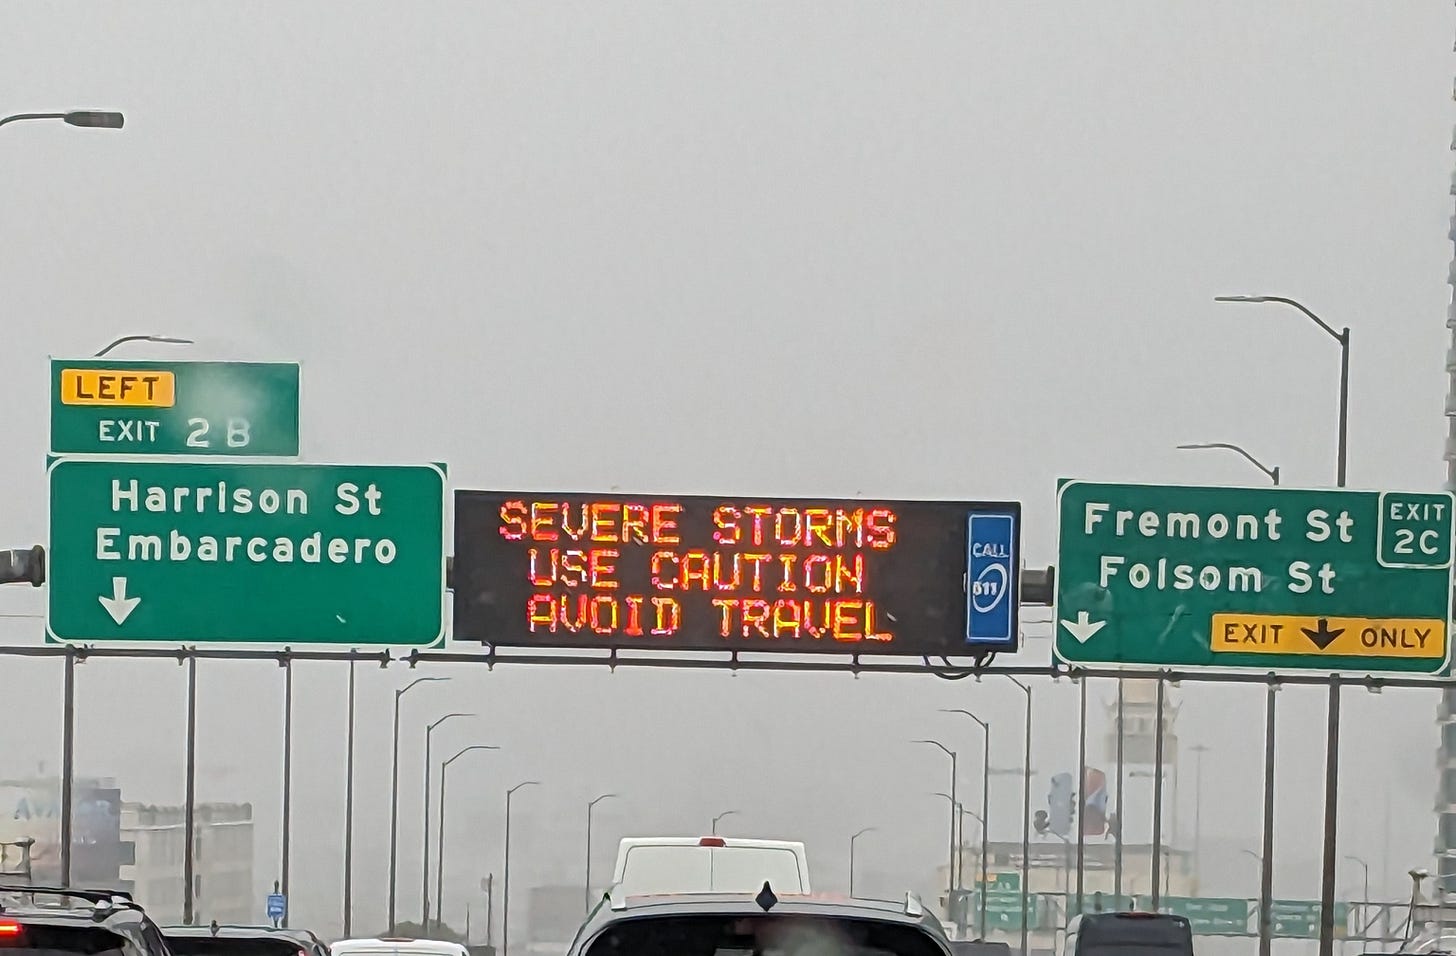 LEFT
EXIT 2B
Harrison St
Embarcadero
SEVERE STORMS
USE CAUTION
AVOID TRAVEL
CALL
511
Fremont St
Folsom St
EXIT
2C
EXIT ONLY